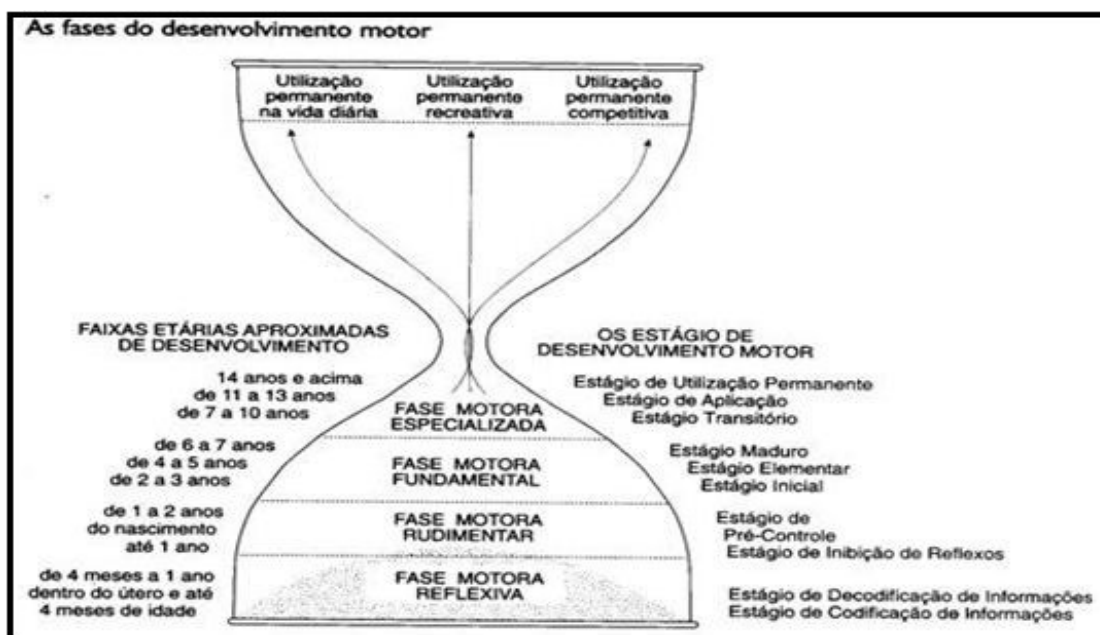 As fases do desenvolvimento motor
Utilização
permanente
na vida diária
Utilização
permanente
recreativa
Utilização
permanente
competitiva
FAIXAS ETÁRIAS APROXIMADAS
DE DESENVOLVIMENTO
OS ESTÁGIO DE
DESENVOLVIMENTO MOTOR
14 anos e acima
de 11 a 13 anos
de 7 a 10 anos
FASE MOTORA
ESPECIALIZADA
Estágio de Utilização Permanente
Estágio de Aplicação
Estágio Transitório
de 6 a 7 anos
de 4 a 5 anos
de 2 a 3 anos
FASE MOTORA
FUNDAMENTAL
Estágio Maduro
Estágio Elementar
Estágio Inicial
de 1 a 2 anos
do nascimento
até 1 ano
FASE MOTORA
RUDIMENTAR
Estágio de
Pré-Controle
Estágio de Inibição de Reflexos
de 4 meses a 1 ano
dentro do útero e até
4 meses de idade
FASE MOTORA
REFLEXIVA
Estágio de Decodificação de Informações
Estágio de Codificação de Informações